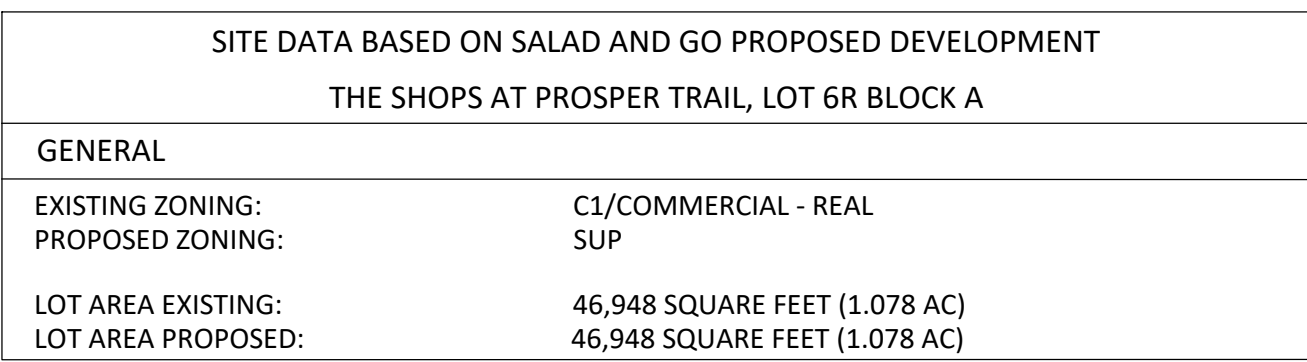 SITE DATA BASED ON SALAD AND GO PROPOSED DEVELOPMENT
THE SHOPS AT PROSPER TRAIL, LOT 6R BLOCK A
GENERAL
EXISTING ZONING: C1/COMMERCIAL - REAL
PROPOSED ZONING: SUP
LOT AREA EXISTING: 46,948 SQUARE FEET (1.078 AC)
LOT AREA PROPOSED: 46,948 SQUARE FEET (1.078 AC)